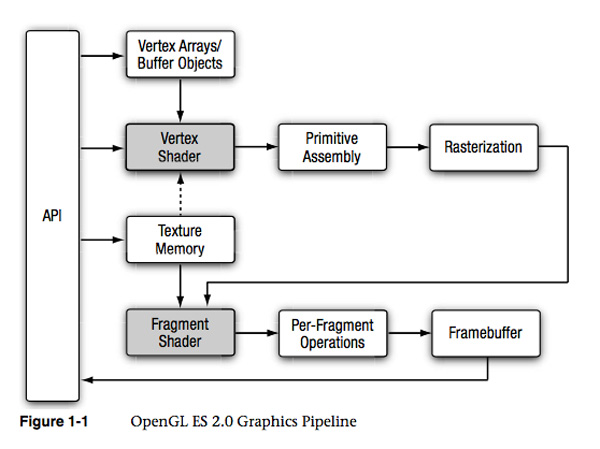 Vertex Arrays/
Buffer Objects
Vertex
Shader
Primitive
Assembly
Rasterization
API
Texture
Memory
Fragment
Shader
Per-Fragment
Operations
Framebuffer
Figure 1-1 OpenGL ES 2.0 Graphics Pipeline